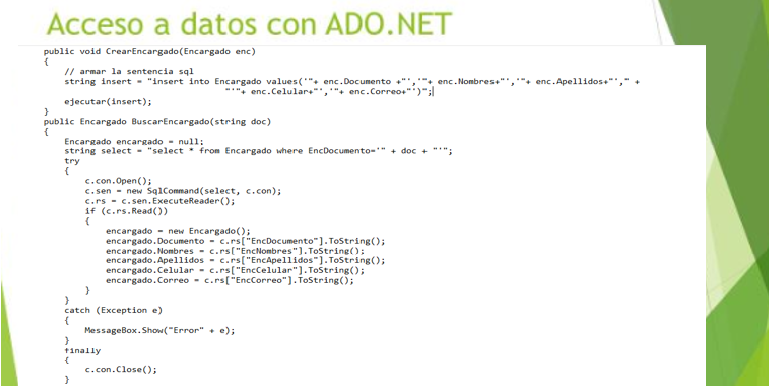 Acceso a datos con ADO.NET
public void CrearEncargado(Encargado enc)
{
// armar la sentencia sql
string insert = "insert into Encargado values('"+ enc.Documento +"','"+ enc.Nombres+"','"+ enc.Apellidos+"'," +
"'"+ enc.Celular+"','"+ enc.Correo+"')";
ejecutar(insert);
}
public Encargado BuscarEncargado(string doc)
{
Encargado encargado = null;
string select = "select * from Encargado where EncDocumento='" + doc + "'";
try
{
c.con.Open();
c.sen = new SqlCommand(select, c.con);
c.rs = c.sen.ExecuteReader();
if (c.rs.Read())
{
encargado = new Encargado();
encargado.Documento = c.rs["EncDocumento"].ToString();
encargado.Nombres = c.rs["EncNombres"].ToString();
encargado.Apellidos = c.rs["EncApellidos"].ToString();
encargado.Celular = c.rs["EncCelular"].ToString();
encargado.Correo = c.rs["EncCorreo"].ToString();
}
}
catch (Exception e)
{
MessageBox.Show("Error" + e);
}
finally
{
c.con.Close();
}